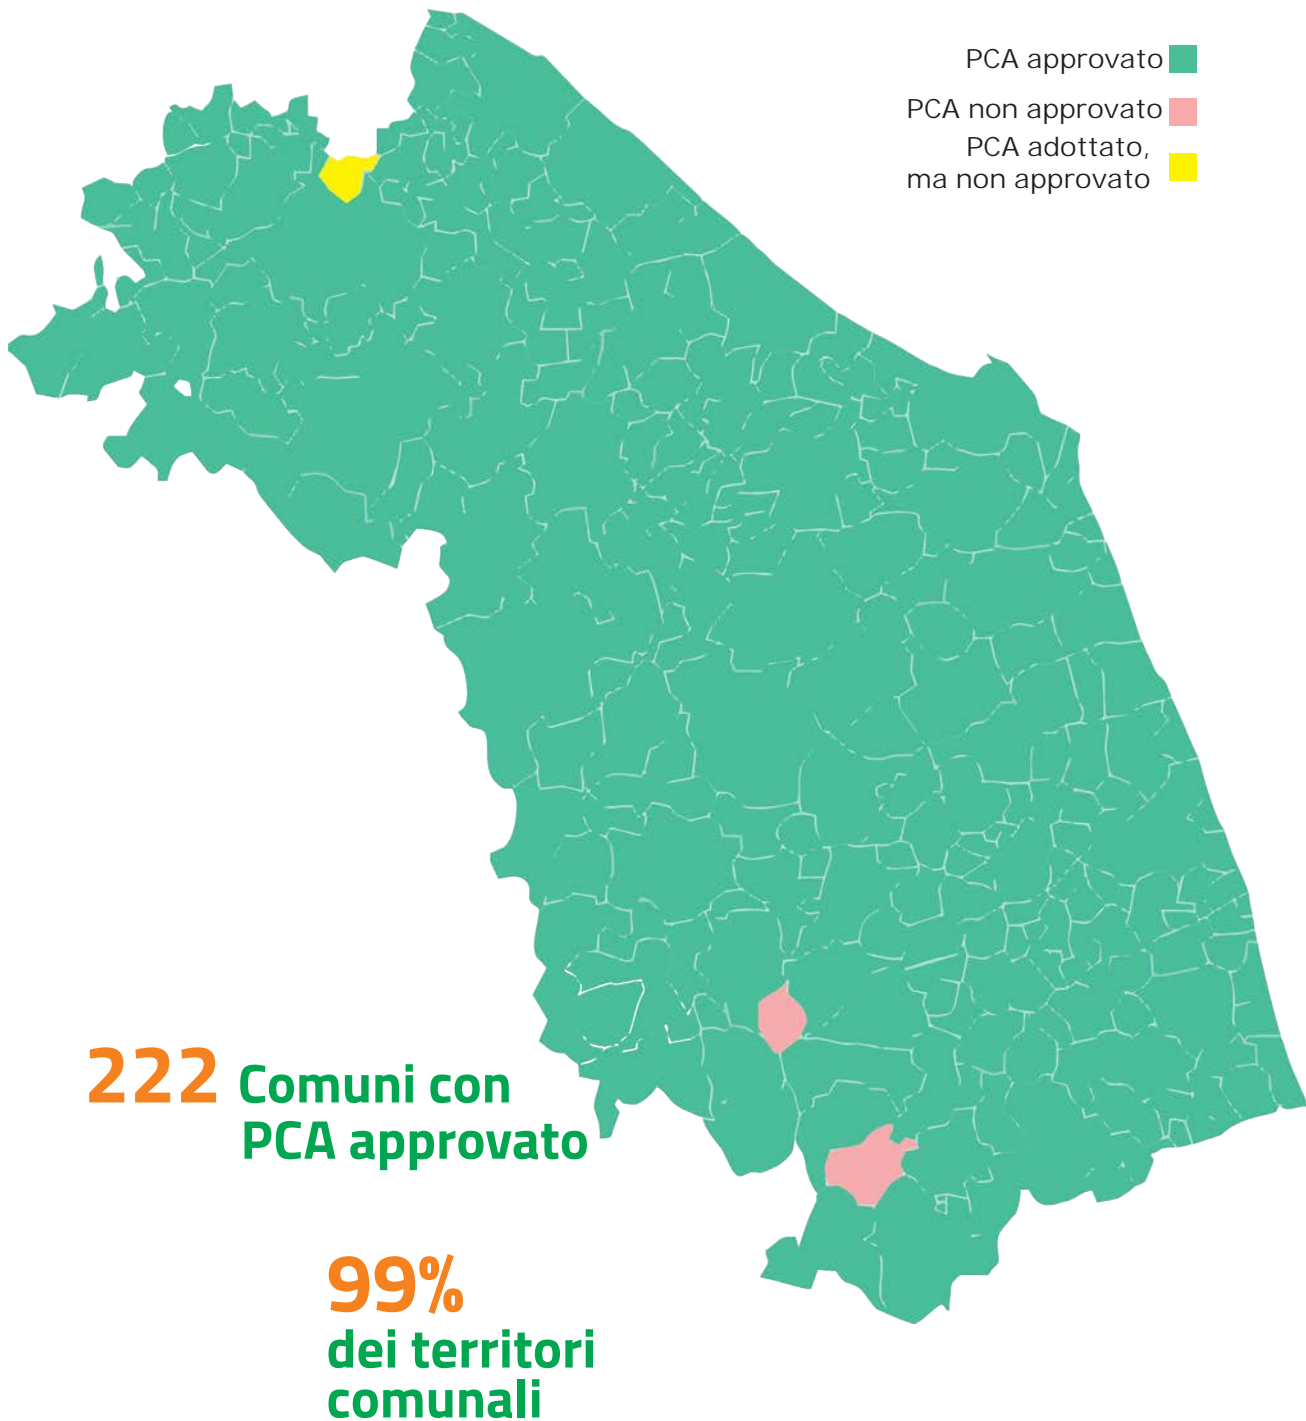 PCA approvato
PCA non approvato
PCA adottato,
ma non approvato
222 Comuni con
PCA approvato
99%
dei territori
comunali